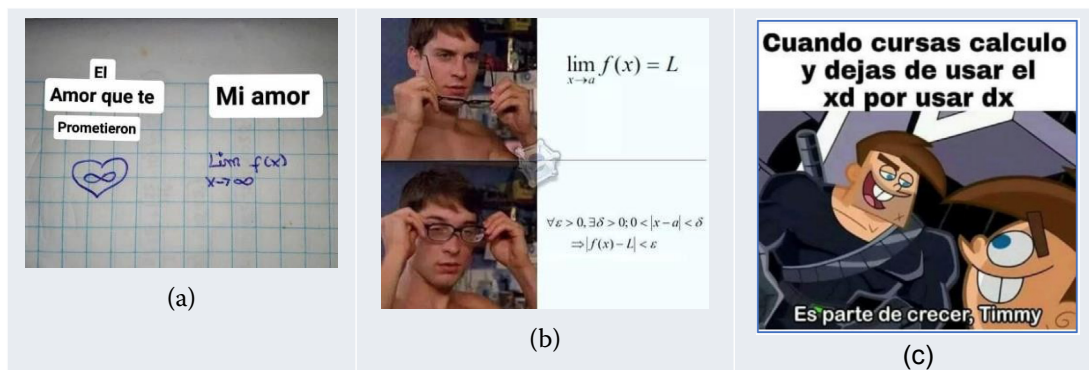 El
Amor que te
Prometieron
Mi amor
Lim f(x)
x→∞
∞
(a)
lim f(x) = L
x→a
∀ε > 0, ∃δ > 0; 0 < |x − a| < δ
⇒ |f(x) − L| < ε
(b)
Cuando cursas calculo
y dejas de usar el
xd por usar dx
Es parte de crecer, Timmy
(c)